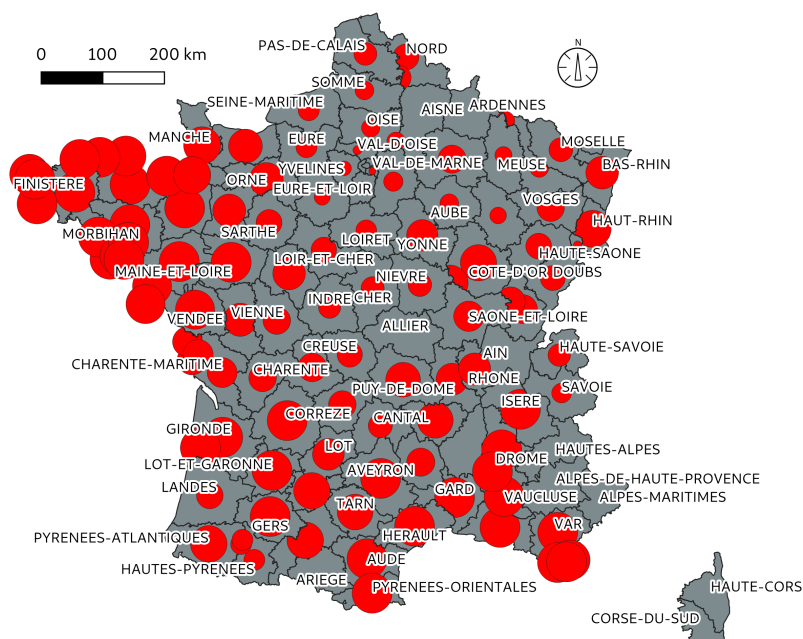 PAS-DE-CALAIS
NORD
0 100 200 km
N
SOMME
SEINE-MARITIME
AISNE
ARDENNES
OISE
MANCHE
EURE
VAL-D'OISE
MOSELLE
VAL-DE-MARNE
MEUSE
BAS-RHIN
YVELINES
FINISTERE
ORNE
EURE-ET-LOIR
VOSGES
AUBE
HAUT-RHIN
MORBIHAN
SARTHE
LOIRET
YONNE
HAUTE-SAONE
LOIR-ET-CHER
MAINE-ET-LOIRE
COTE-D'OR
DOUBS
NIEVRE
INDRE
CHER
VIENNE
VENDEE
SAONE-ET-LOIRE
ALLIER
CREUSE
HAUTE-SAVOIE
AIN
CHARENTE-MARITIME
CHARENTE
RHONE
PUY-DE-DOME
SAVOIE
ISERE
CORREZE
CANTAL
GIRONDE
LOT
HAUTES-ALPES
DROME
LOT-ET-GARONNE
AVEYRON
ALPES-DE-HAUTE-PROVENCE
LANDES
GARD
VAUCLUSE
ALPES-MARITIMES
TARN
GERS
VAR
PYRENEES-ATLANTIQUES
HERAULT
AUDE
HAUTES-PYRENEES
ARIEGE
PYRENEES-ORIENTALES
HAUTE-CORS
CORSE-DU-SUD